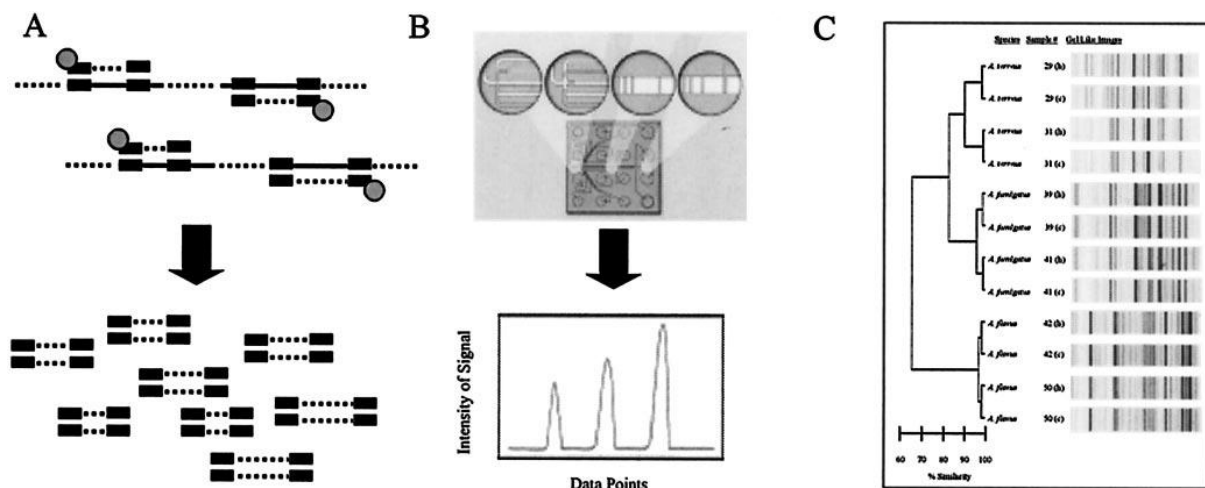 A
B
C
Species Sample # Gel Like Images
A. terreus 29 (h)
A. terreus 29 (c)
A. terreus 31 (h)
A. terreus 31 (c)
A. fumigatus 39 (h)
A. fumigatus 39 (c)
A. fumigatus 41 (h)
A. fumigatus 41 (c)
A. flavus 42 (h)
A. flavus 42 (c)
A. flavus 50 (h)
A. flavus 50 (c)
60 70 80 90 100
% Similarity
Intensity of Signal
Data Points